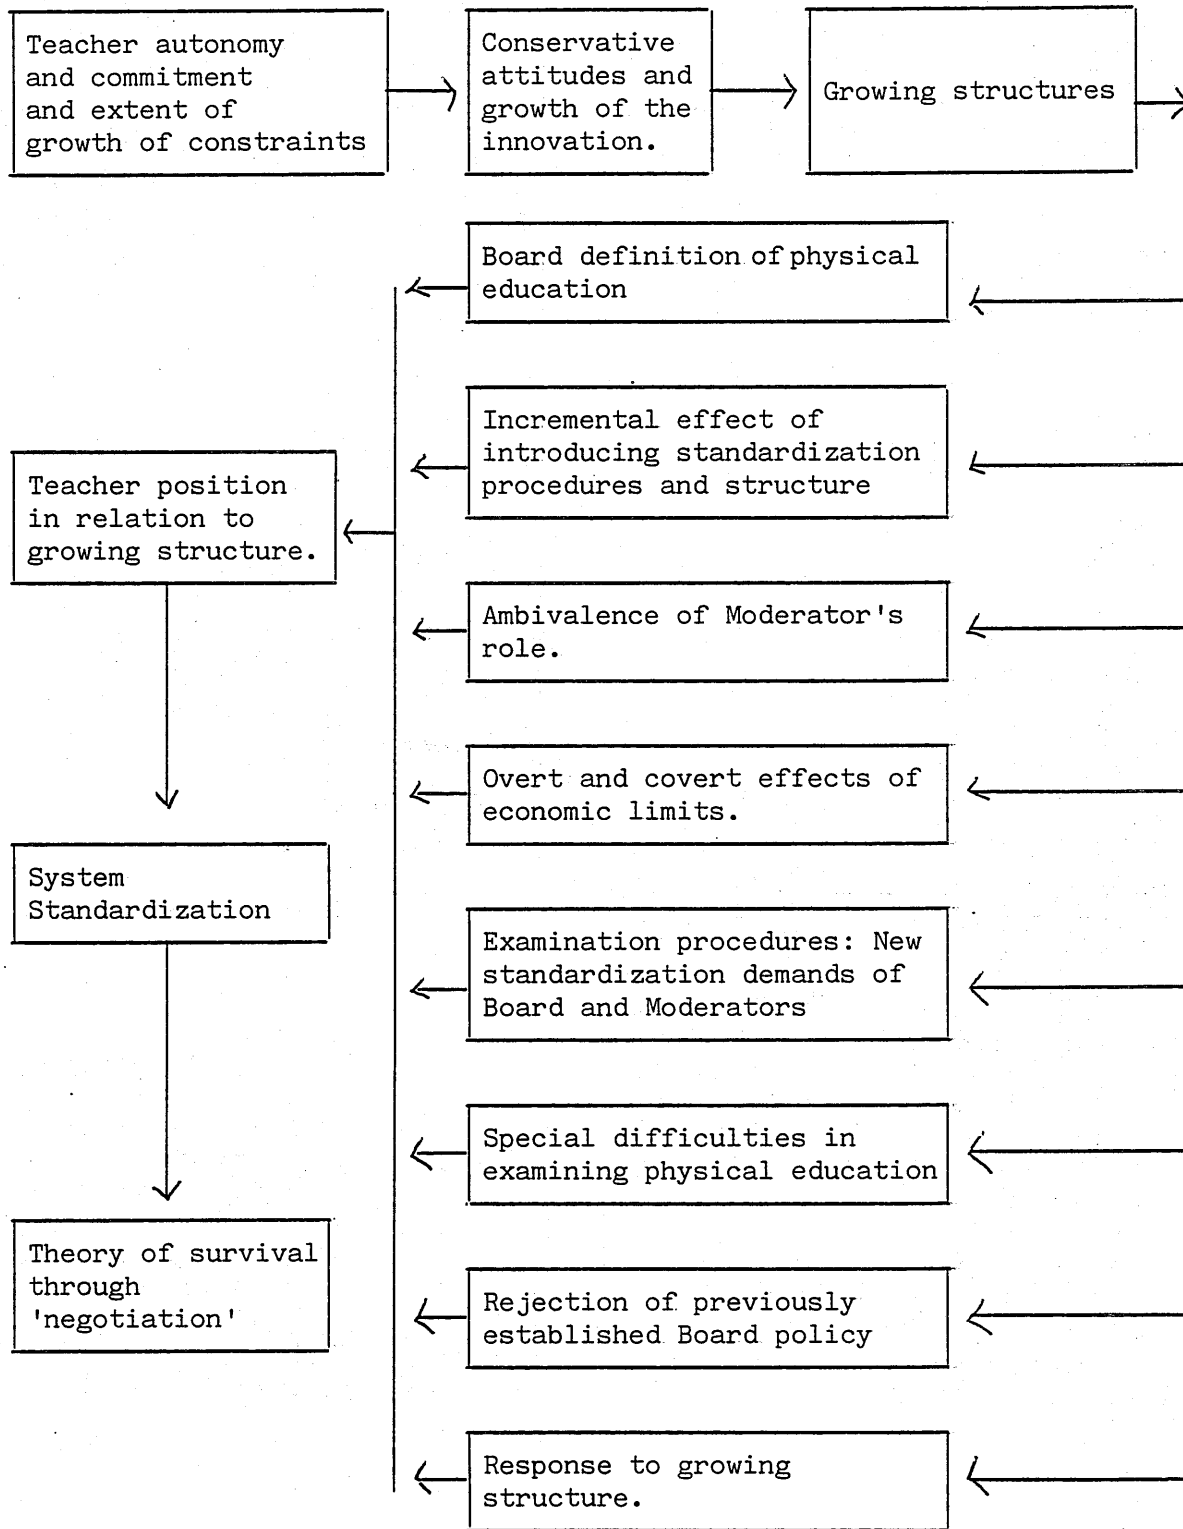 Teacher autonomy
and commitment
and extent of
growth of constraints
Conservative
attitudes and
growth of the
innovation.
Growing structures
Board definition of physical
education
Incremental effect of
introducing standardization
procedures and structure
Teacher position
in relation to
growing structure.
Ambivalence of Moderator's
role.
Overt and covert effects of
economic limits.
System
Standardization
Examination procedures: New
standardization demands of
Board and Moderators
Special difficulties in
examining physical education
Theory of survival
through
'negotiation'
Rejection of previously
established Board policy
Response to growing
structure.